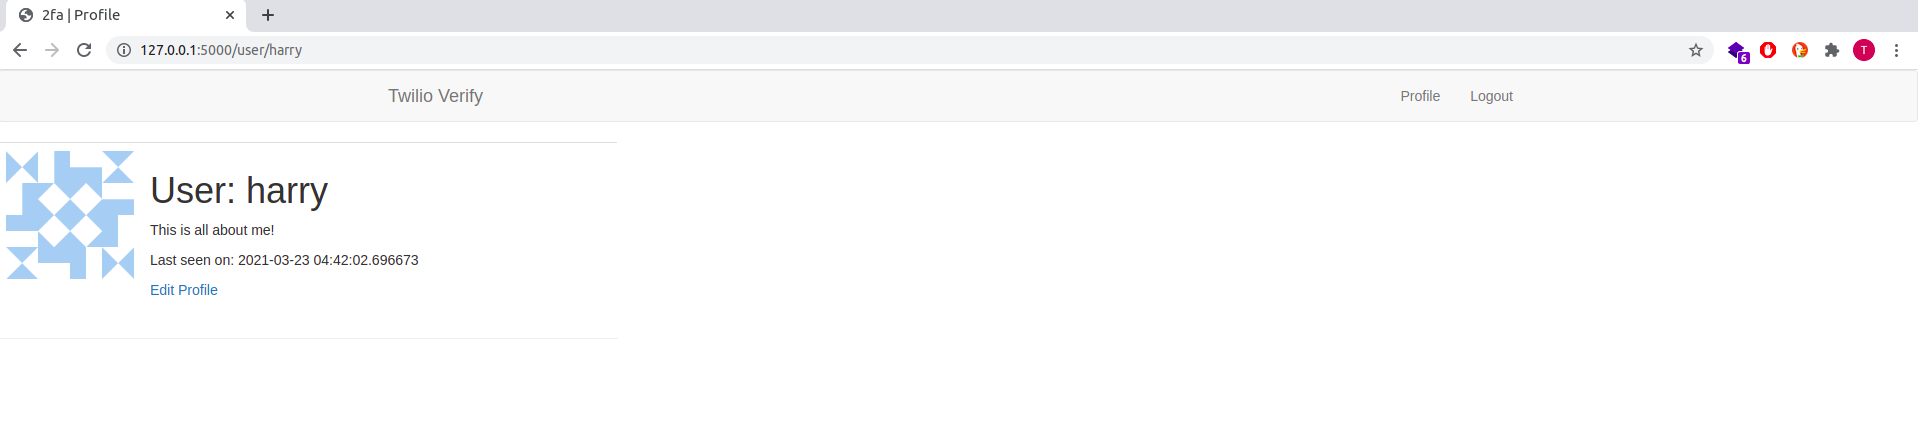 2fa | Profile
127.0.0.1:5000/user/harry
6
T
Twilio Verify
Profile
Logout
User: harry
This is all about me!
Last seen on: 2021-03-23 04:42:02.696673
Edit Profile